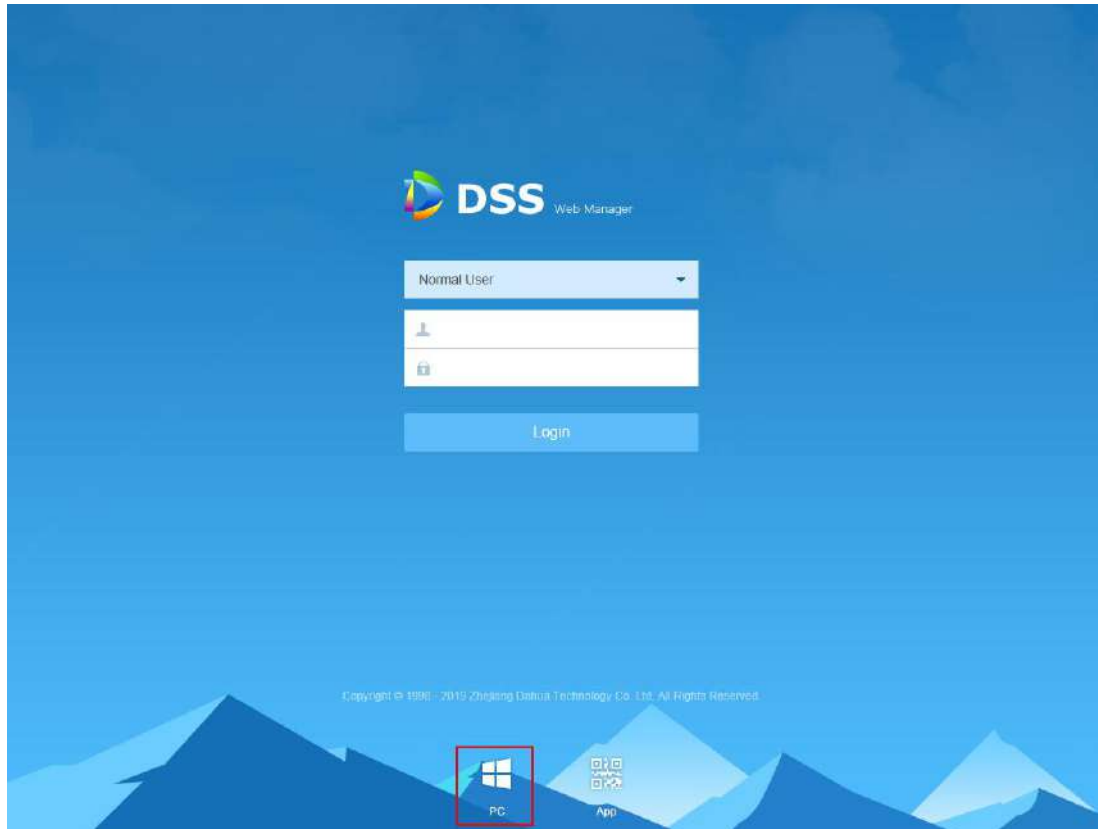 DSS Web Manager
Normal User
Login
Copyright © 1998 - 2019 Zhejiang Dahua Technology Co. Ltd. All Rights Reserved.
PC App